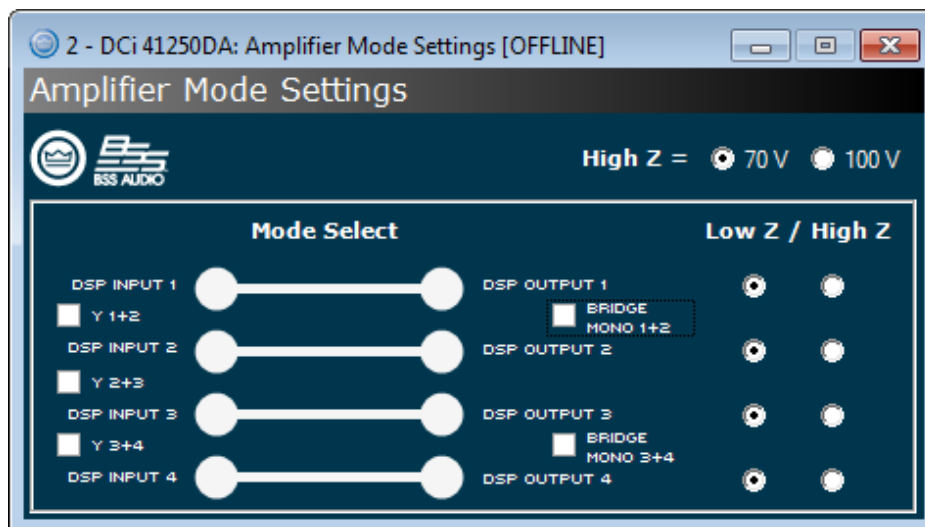 2 - DCi 41250DA: Amplifier Mode Settings [OFFLINE]
Amplifier Mode Settings
BSS AUDIO
High Z = 70 V 100 V
Mode Select Low Z / High Z
DSP INPUT 1 DSP OUTPUT 1
Y 1+2 BRIDGE
MONO 1+2
DSP INPUT 2 DSP OUTPUT 2
Y 2+3
DSP INPUT 3 DSP OUTPUT 3
Y 3+4 BRIDGE
MONO 3+4
DSP INPUT 4 DSP OUTPUT 4